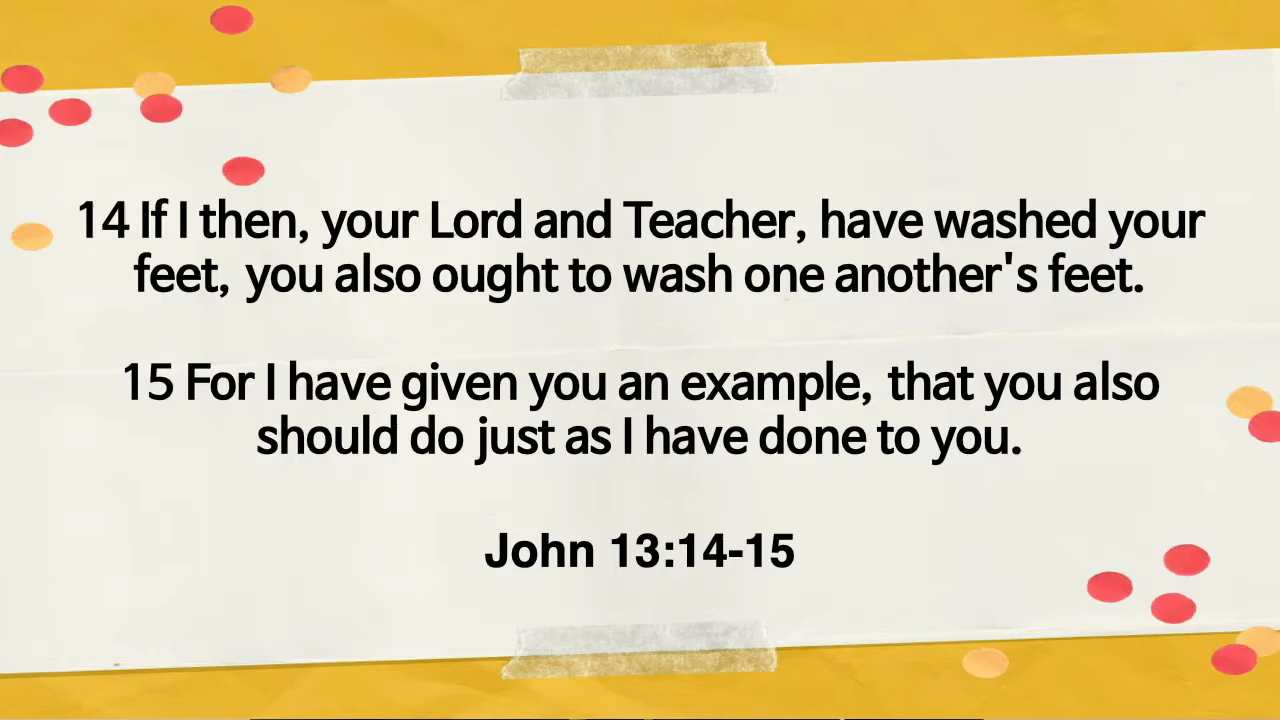 14 If I then, your Lord and Teacher, have washed your
feet, you also ought to wash one another's feet.
15 For I have given you an example, that you also
should do just as I have done to you.
John 13:14-15